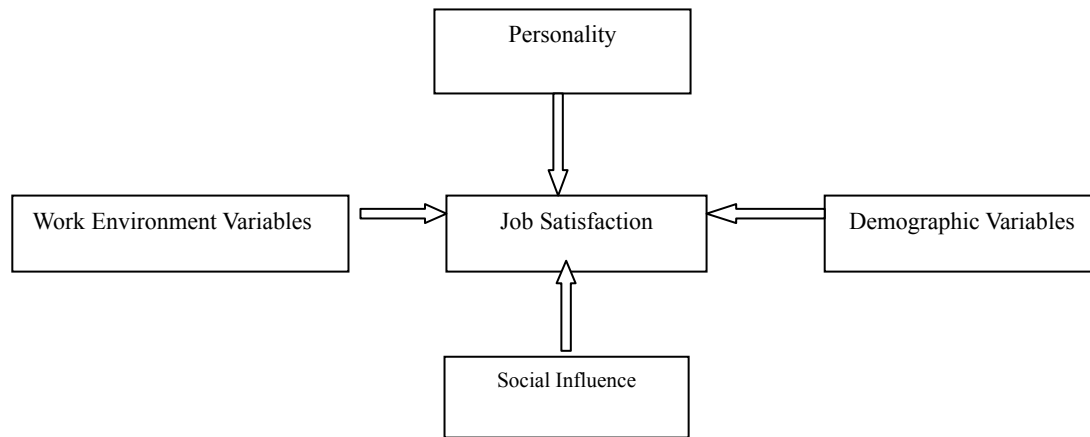 Personality
Work Environment Variables
Job Satisfaction
Demographic Variables
Social Influence